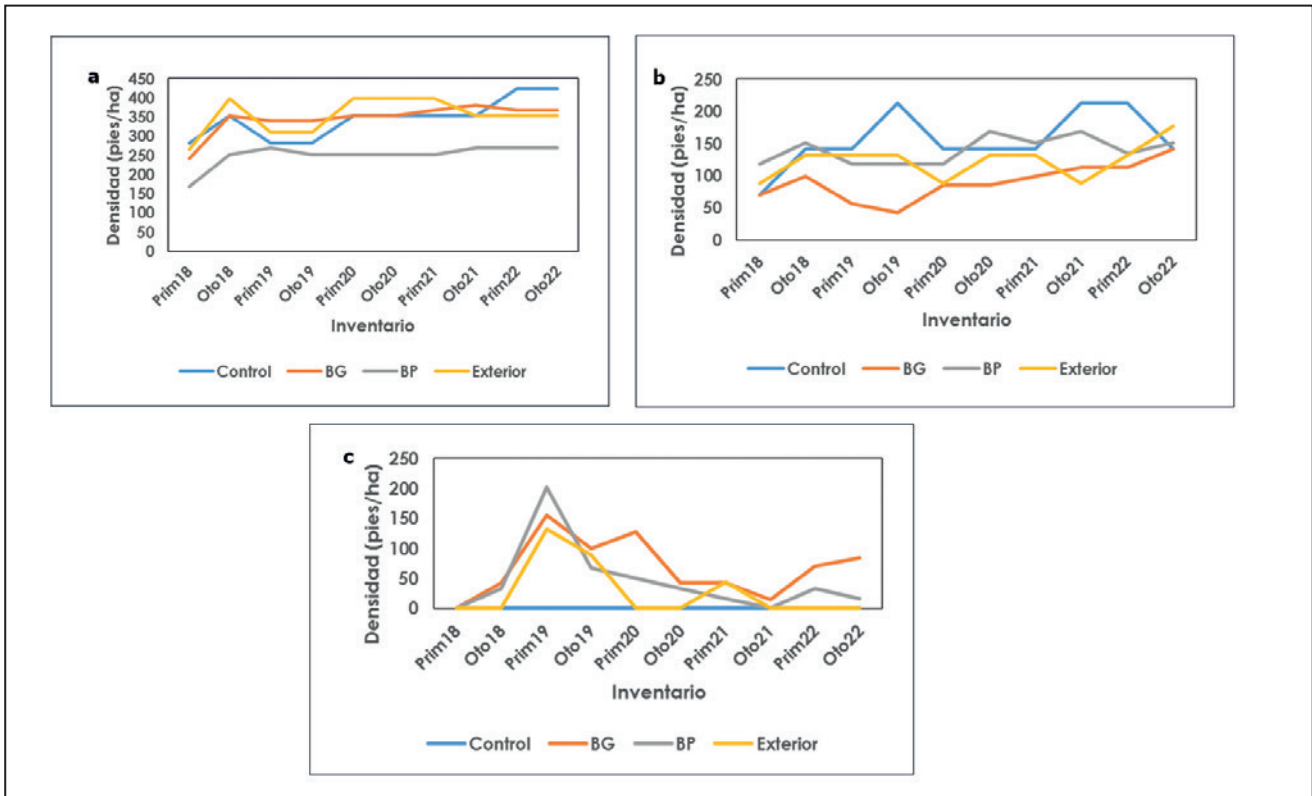 a
Densidad (pies/ha)
450
400
350
300
250
200
150
100
50
0
Prim18 Oto18 Prim19 Oto19 Prim20 Oto20 Prim21 Oto21 Prim22 Oto22
Inventario
Control BG BP Exterior
b
Densidad (pies/ha)
250
200
150
100
50
0
Prim18 Oto18 Prim19 Oto19 Prim20 Oto20 Prim21 Oto21 Prim22 Oto22
Inventario
Control BG BP Exterior
c
Densidad (pies/ha)
250
200
150
100
50
0
Prim18 Oto18 Prim19 Oto19 Prim20 Oto20 Prim21 Oto21 Prim22 Oto22
Inventario
Control BG BP Exterior